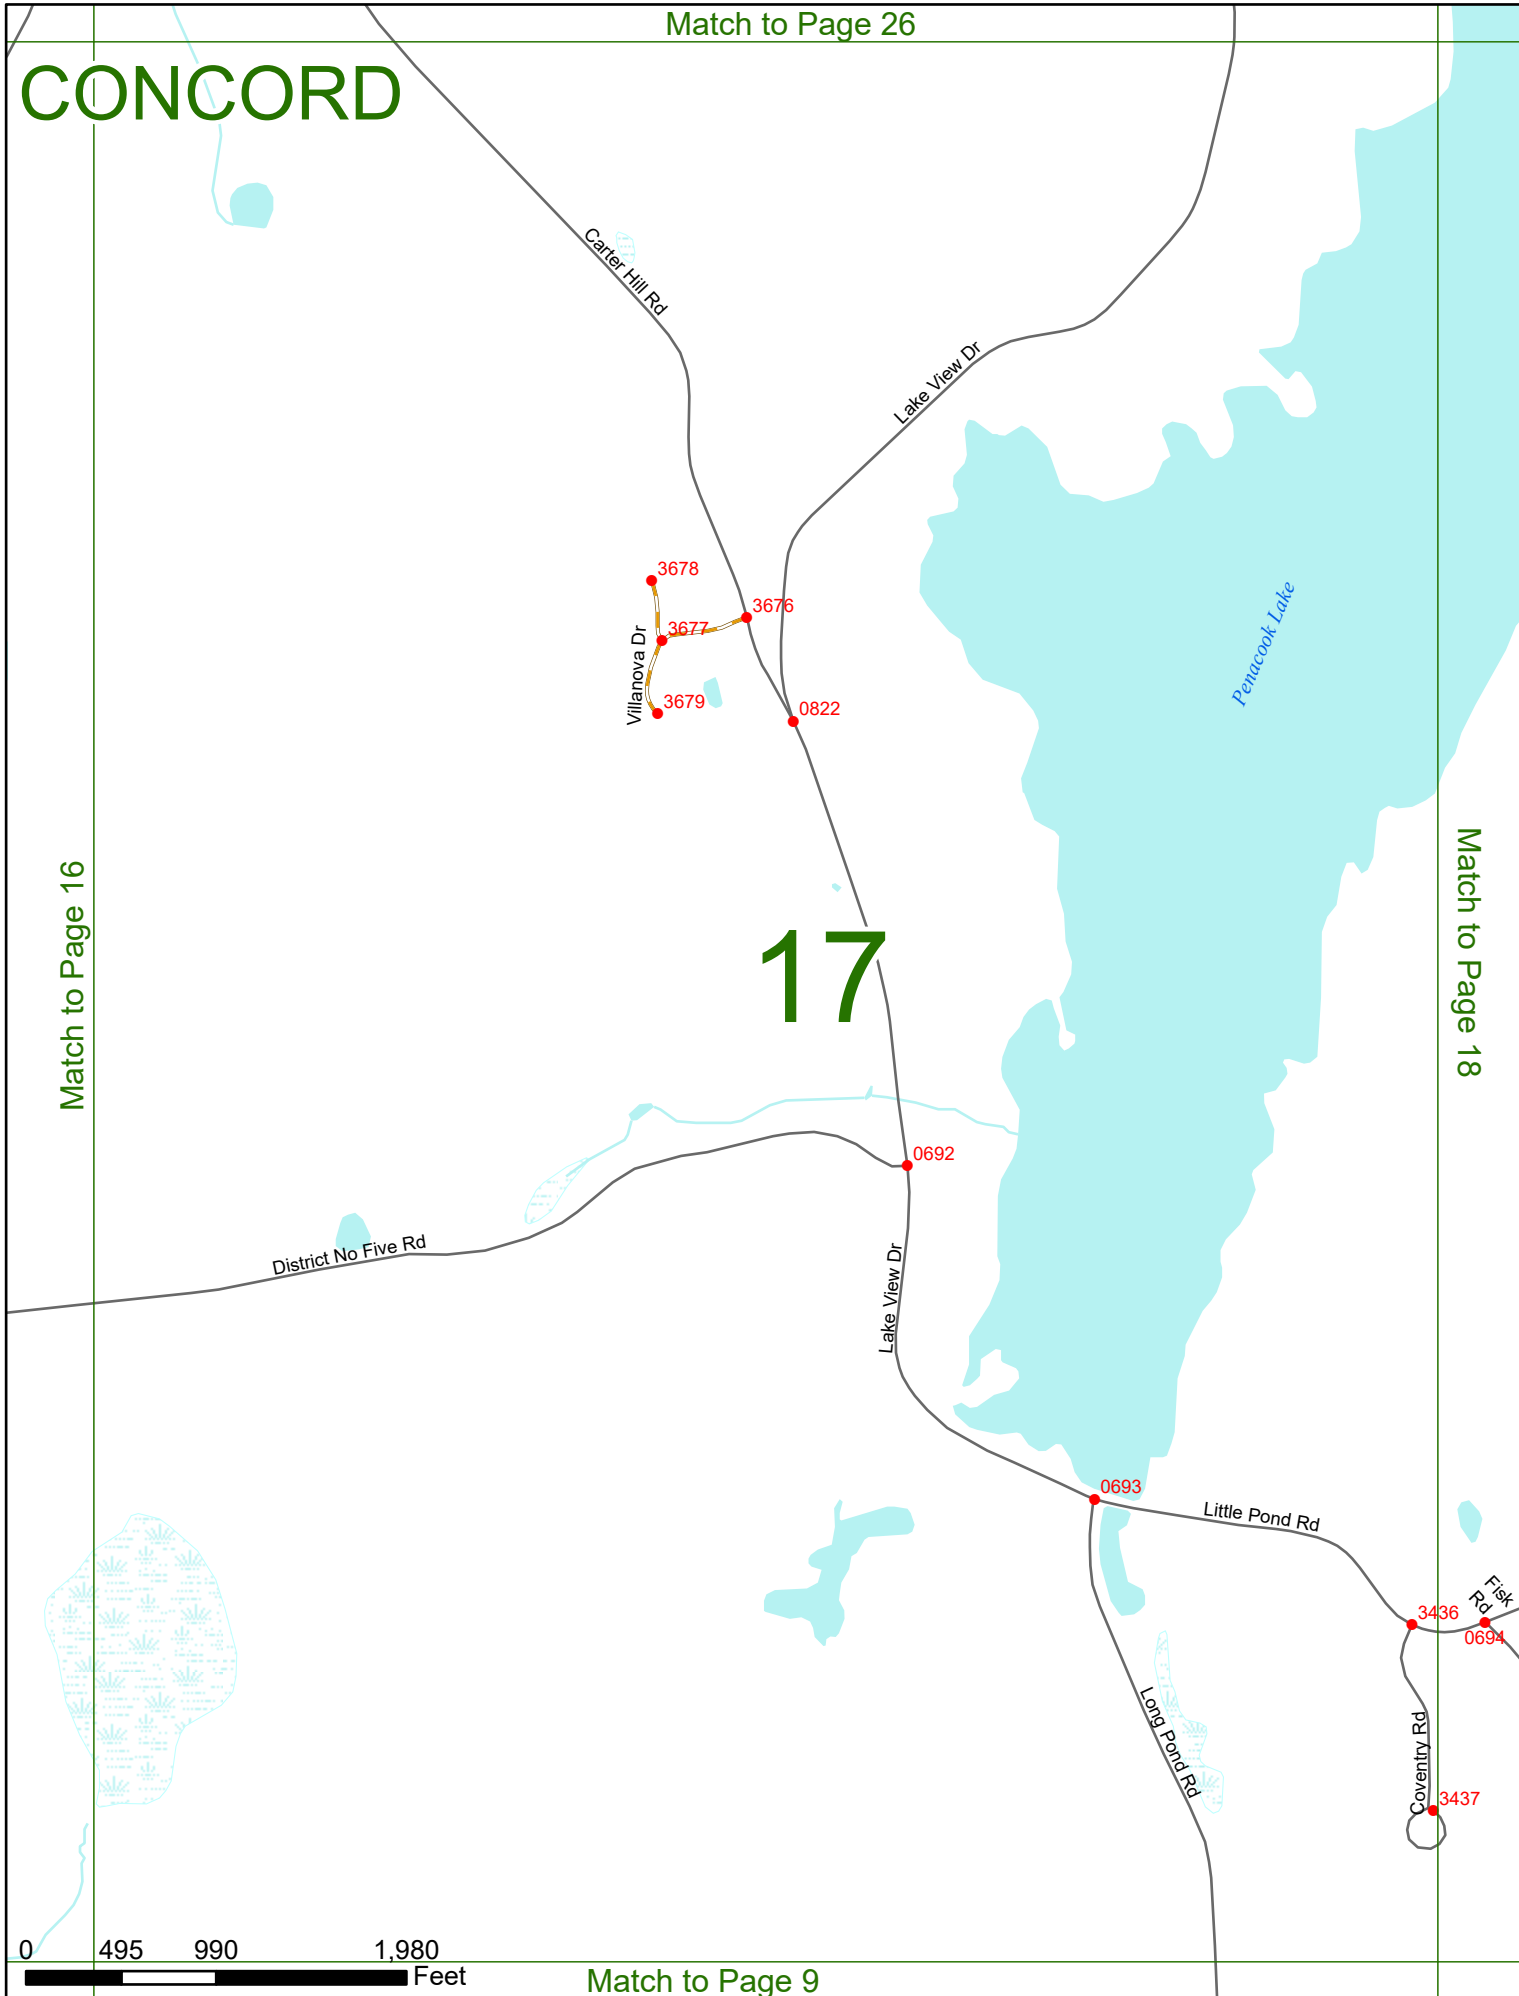 Match to Page 26
CONCORD
Carter Hill Rd
Lake View Dr
3678
3676
3677
Villanova Dr
3679
0822
Penacook Lake
Match to Page 16
17
Match to Page 18
0692
District No Five Rd
Lake View Dr
0693
Little Pond Rd
Fisk
Rd
3436
0694
Long Pond Rd
Coventry Rd
3437
0 495 990 1,980
Feet
Match to Page 9